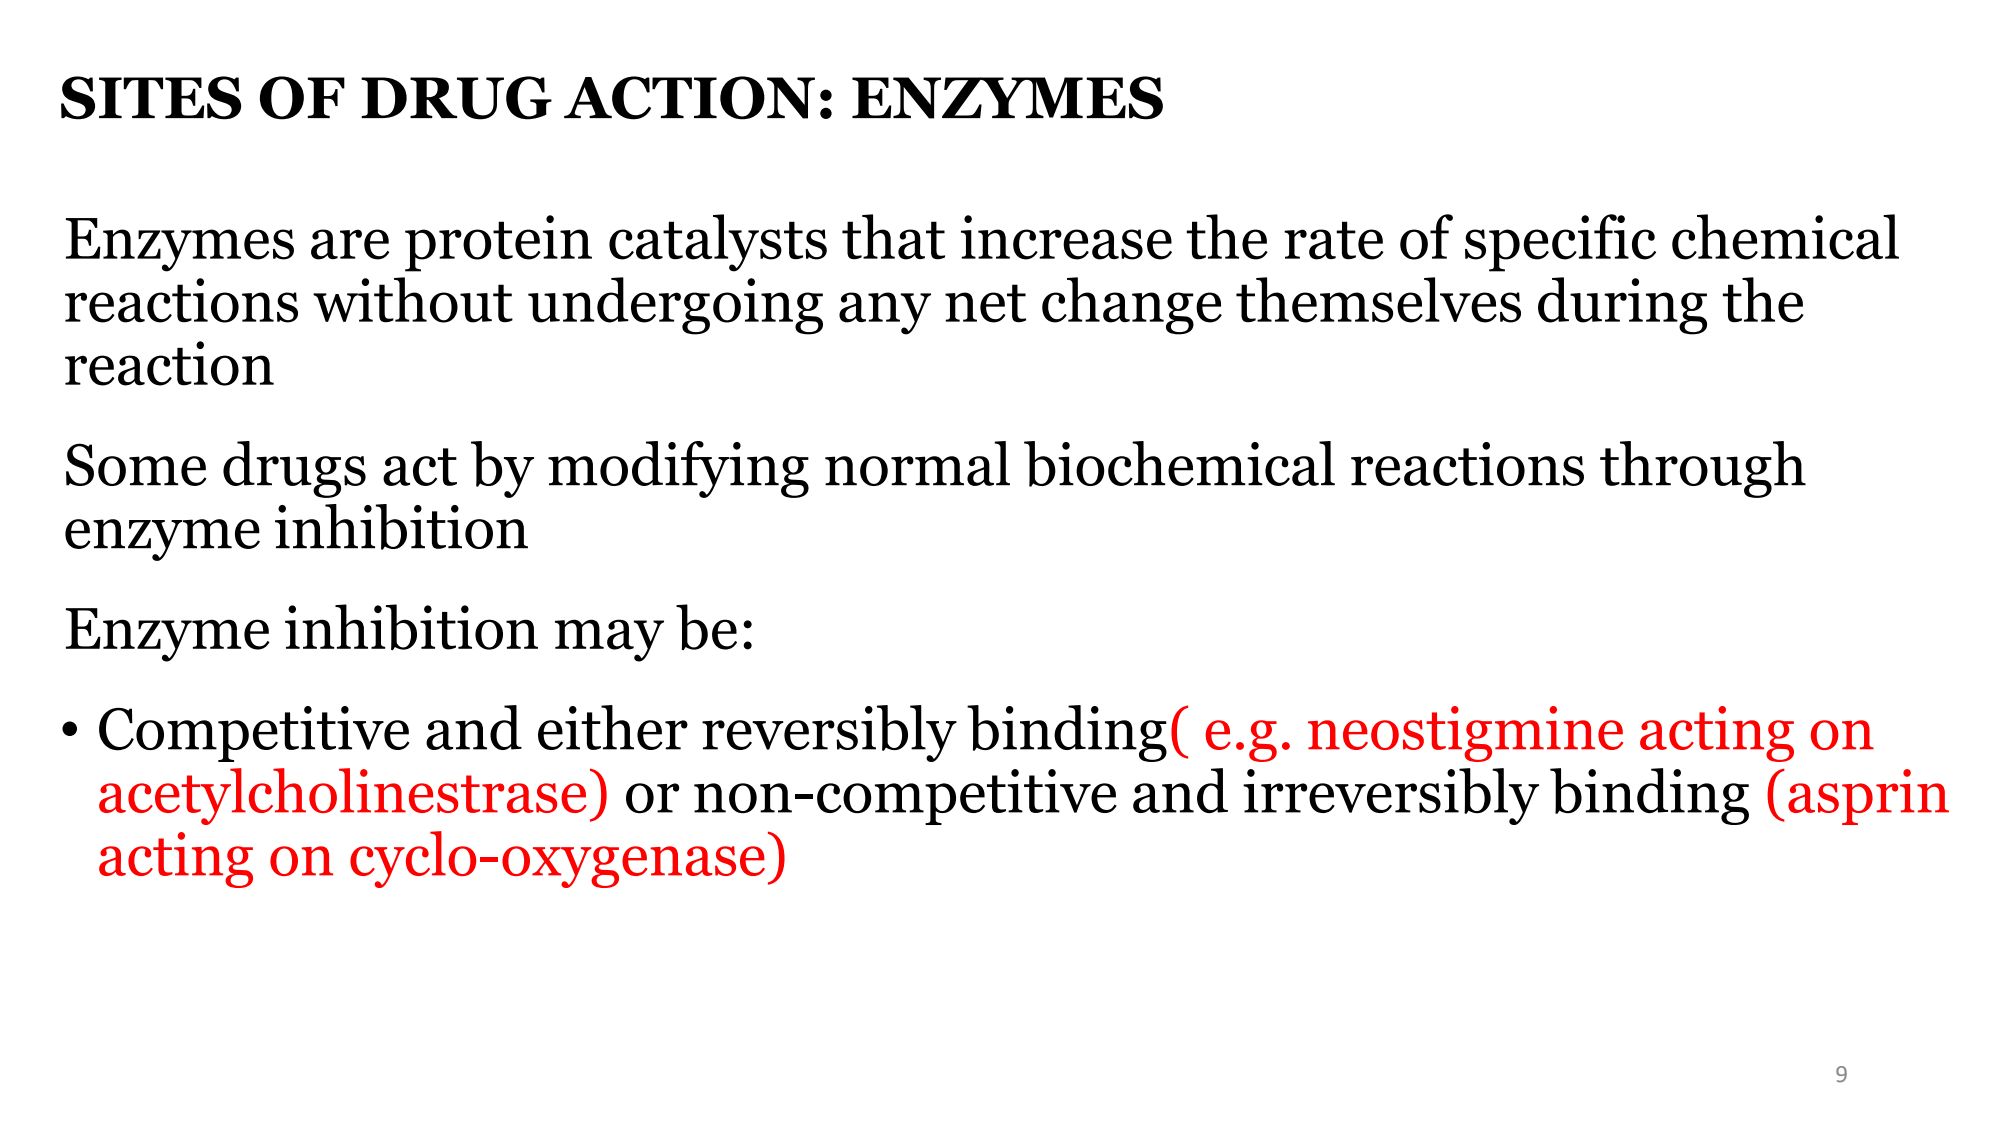 SITES OF DRUG ACTION: ENZYMES
Enzymes are protein catalysts that increase the rate of specific chemical
reactions without undergoing any net change themselves during the
reaction
Some drugs act by modifying normal biochemical reactions through
enzyme inhibition
Enzyme inhibition may be:
• Competitive and either reversibly binding( e.g. neostigmine acting on
acetylcholinestrase) or non-competitive and irreversibly binding (asprin
acting on cyclo-oxygenase)
9